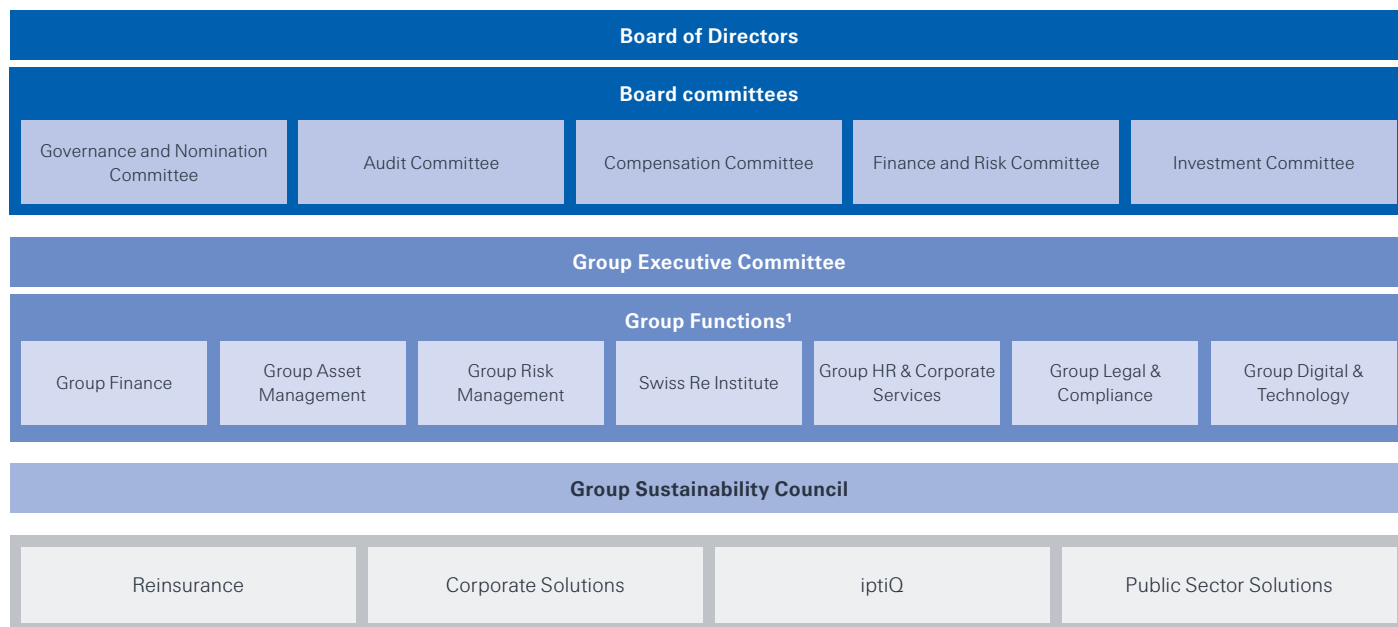 Board of Directors
Board committees
Governance and Nomination
Committee
Audit Committee
Compensation Committee
Finance and Risk Committee
Investment Committee
Group Executive Committee
Group Functions¹
Group Finance
Group Asset
Management
Group Risk
Management
Swiss Re Institute
Group HR & Corporate
Services
Group Legal &
Compliance
Group Digital &
Technology
Group Sustainability Council
Reinsurance
Corporate Solutions
iptiQ
Public Sector Solutions